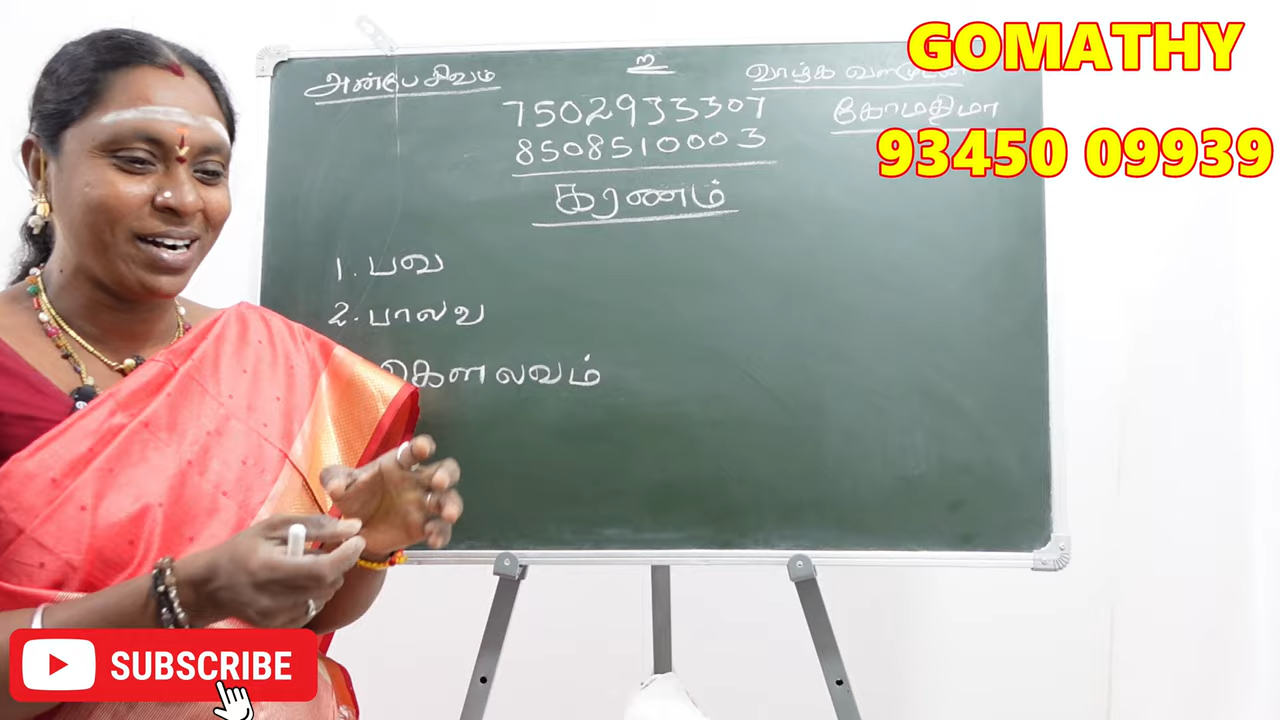 உ
அன்பே சிவம்
வாழ்க வளமுடன்
GOMATHY
7502933307
8508510003
கோமதிமா
93450 09939
கரணம்
1. பவ
2. பாலவ
கௌலவம்
SUBSCRIBE